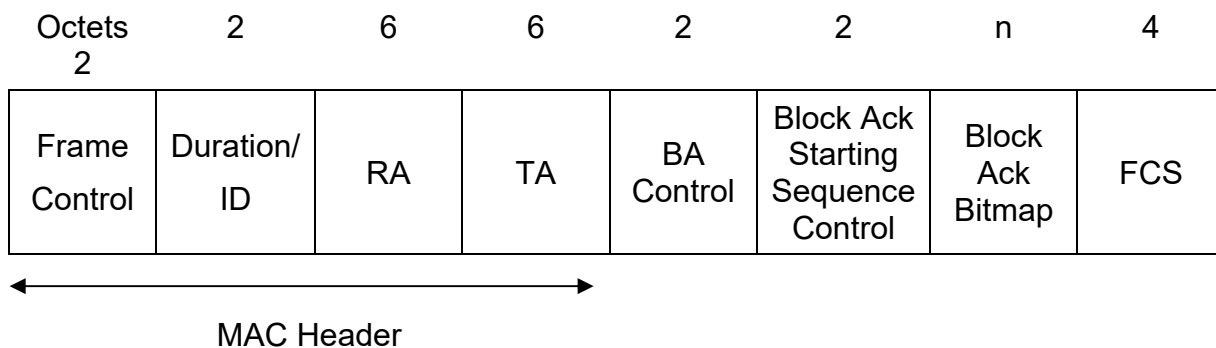 Octets 2 6 6 2 2 n 4
2
Frame
Control
Duration/
ID
RA
TA
BA
Control
Block Ack
Starting
Sequence
Control
Block
Ack
Bitmap
FCS
MAC Header